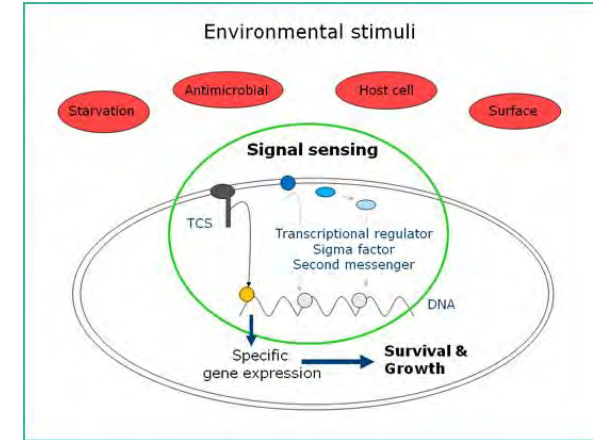 Environmental stimuli
Antimicrobial
Host cell
Starvation
Surface
Signal sensing
TCS
Transcriptional regulator
Sigma factor
Second messenger
DNA
Specific
gene expression
Survival &
Growth